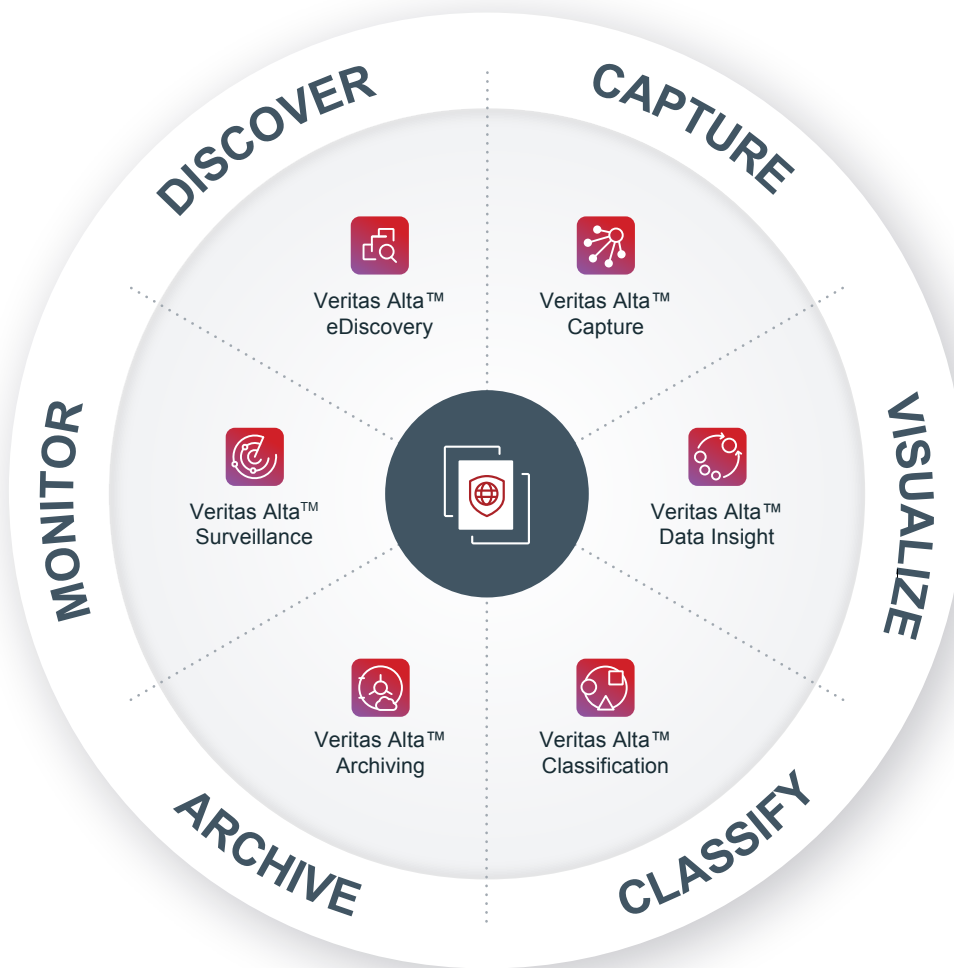 DISCOVER
CAPTURE
Veritas Alta™
eDiscovery
Veritas Alta™
Capture
MONITOR
VISUALIZE
Veritas Alta™
Surveillance
Veritas Alta™
Data Insight
Veritas Alta™
Archiving
Veritas Alta™
Classification
ARCHIVE
CLASSIFY